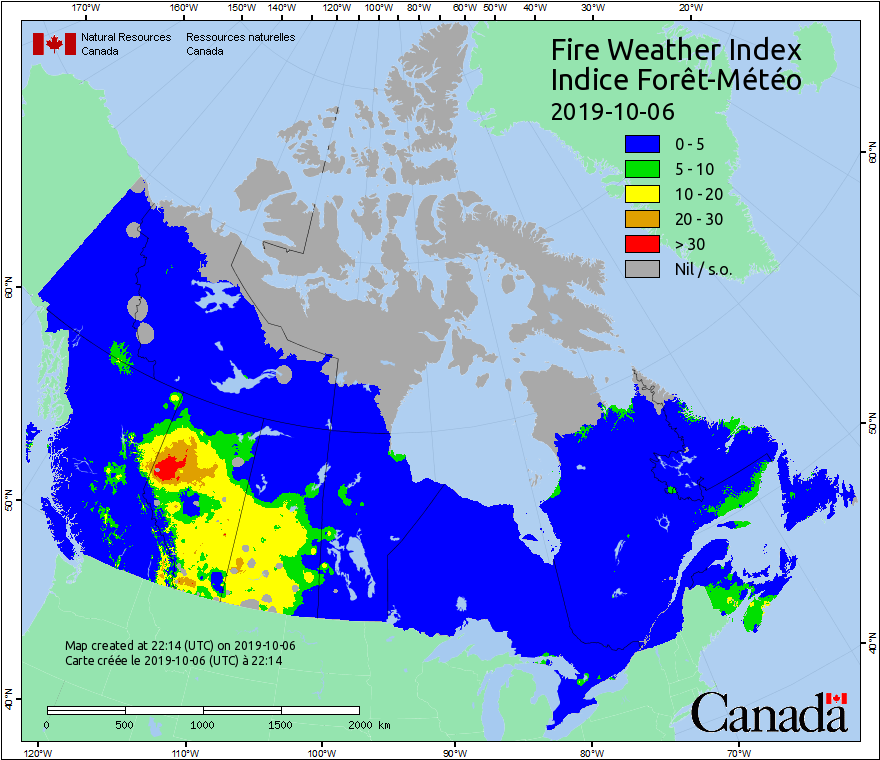 170°W 160°W 150°W 140°W 120°W 100°W 80°W 60°W 50°W 40°W 30°W 20°W
Natural Resources Ressources naturelles
Canada Canada
Fire Weather Index
Indice Forêt-Météo
2019-10-06
0 - 5
5 - 10
10 - 20
20 - 30
> 30
Nil / s.o.
60°N
60°N
50°N
50°N
40°N
40°N
Map created at 22:14 (UTC) on 2019-10-06
Carte créée le 2019-10-06 (UTC) à 22:14
0 500 1000 1500 2000 km
Canada
120°W 110°W 100°W 90°W 80°W 70°W